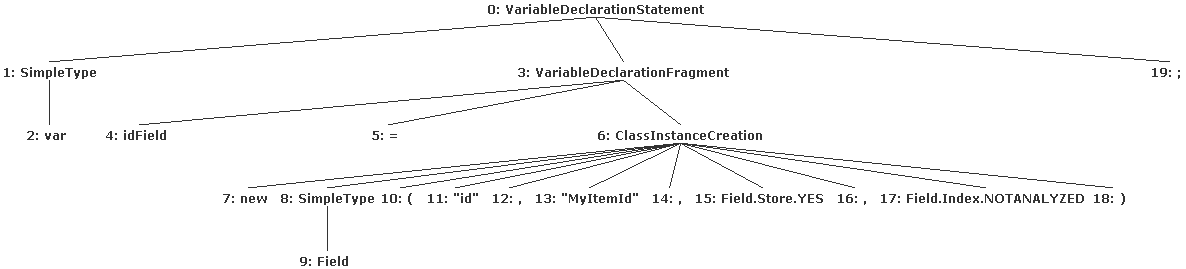 0: VariableDeclarationStatement
1: SimpleType 3: VariableDeclarationFragment 19: ;
2: var 4: idField 5: = 6: ClassInstanceCreation
7: new 8: SimpleType 10: ( 11: "id" 12: , 13: "MyItemId" 14: , 15: Field.Store.YES 16: , 17: Field.Index.NOTANALYZED 18: )
9: Field